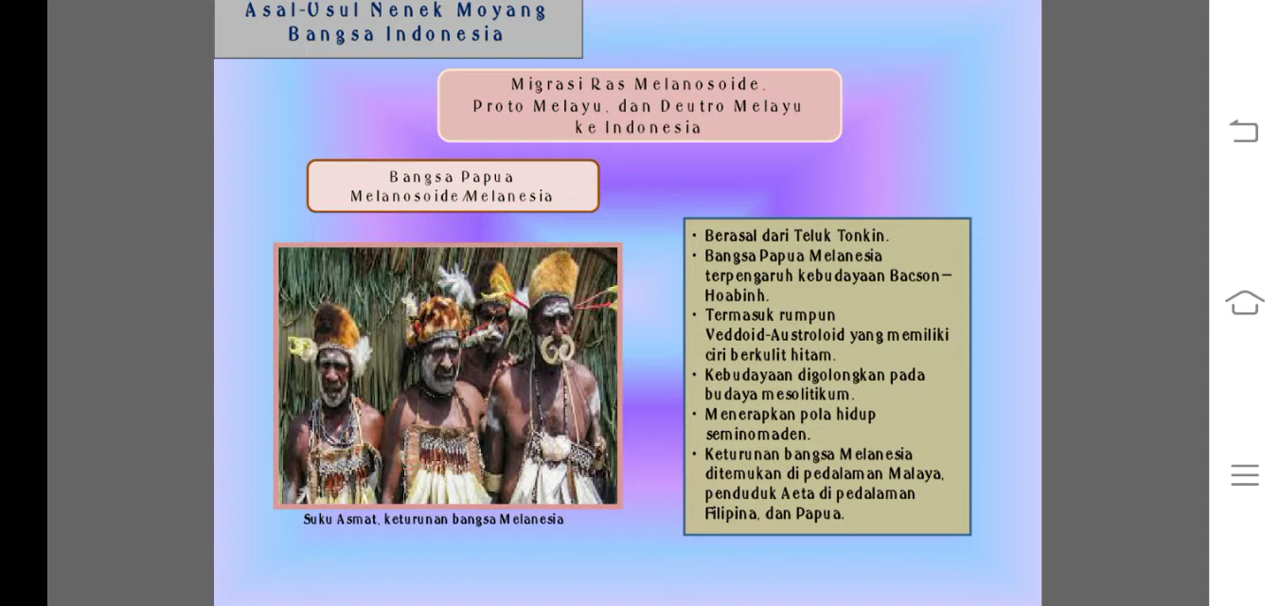 Asal-Usul Nenek Moyang
Bangsa Indonesia
Migrasi Ras Melanosoide,
Proto Melayu, dan Deutro Melayu
ke Indonesia
Bangsa Papua
Melanosoide/Melanesia
• Berasal dari Teluk Tonkin.
• Bangsa Papua Melanesia
terpengaruh kebudayaan Bacson–
Hoabinh.
• Termasuk rumpun
Veddoid-Austroloid yang memiliki
ciri berkulit hitam.
• Kebudayaan digolongkan pada
budaya mesolitikum.
• Menerapkan pola hidup
seminomaden.
• Keturunan bangsa Melanesia
ditemukan di pedalaman Malaya,
penduduk Aeta di pedalaman
Filipina, dan Papua.
Suku Asmat, keturunan bangsa Melanesia